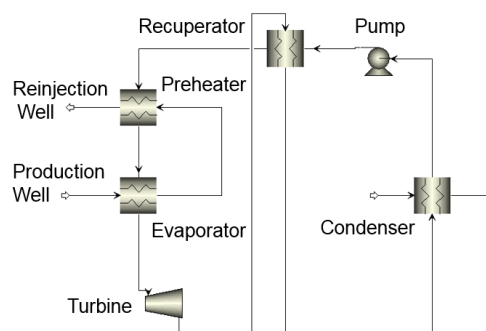 Recuperator
Pump
Reinjection
Well
Preheater
Production
Well
Evaporator
Condenser
Turbine